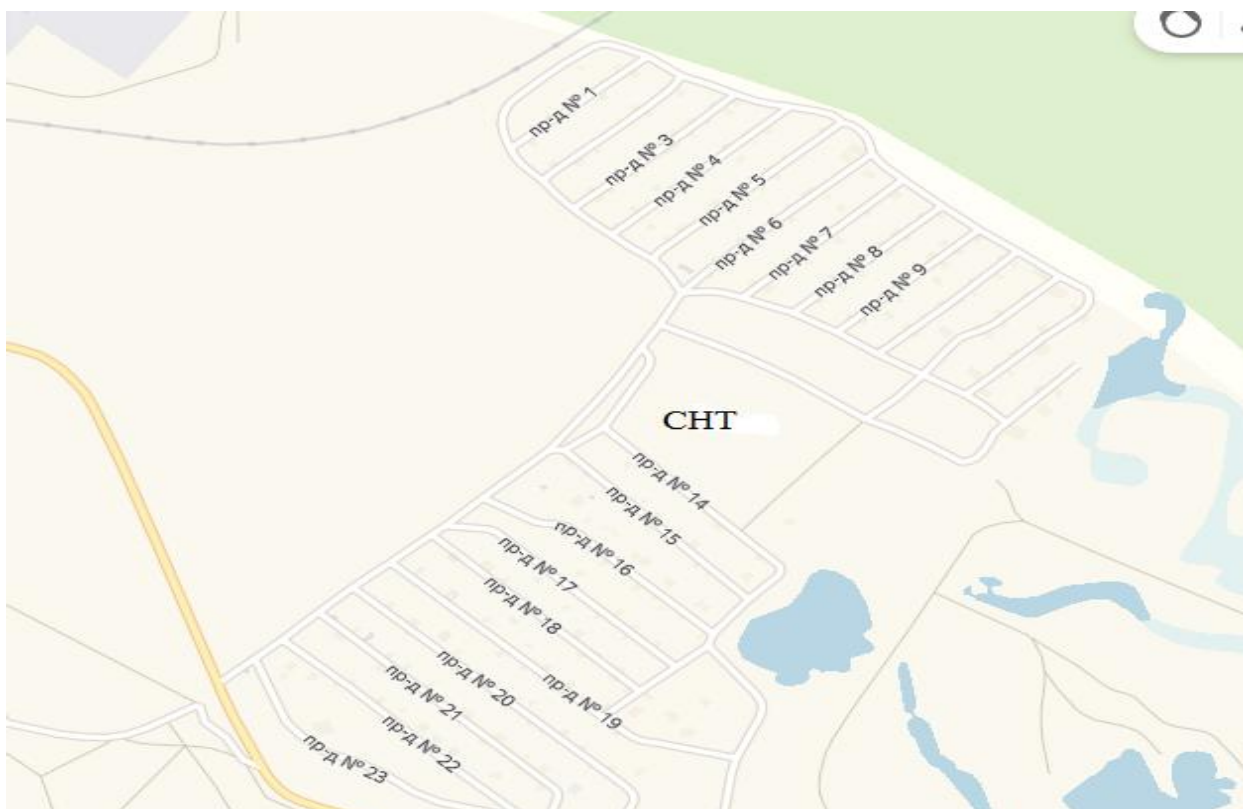 пр-д № 1
пр-д № 3
пр-д № 4
пр-д № 5
пр-д № 6
пр-д № 7
пр-д № 8
пр-д № 9
СНТ
пр-д № 14
пр-д № 15
пр-д № 16
пр-д № 17
пр-д № 18
пр-д № 19
пр-д № 20
пр-д № 21
пр-д № 22
пр-д № 23